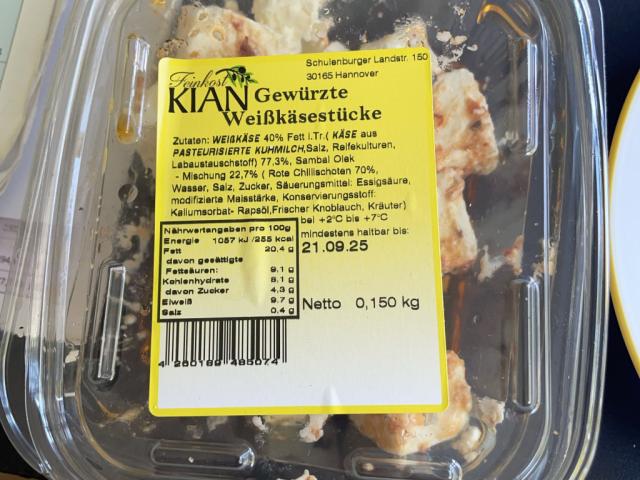 Schulenburger Landstr. 150
30165 Hannover
Feinkost
KIAN Gewürzte
Weißkäsestücke
Zutaten: WEIßKÄSE 40% Fett i.Tr.( KÄSE aus
PASTEURISIERTE KUHMILCH,Salz, Reifekulturen,
Labaustauschstoff) 77,3%, Sambal Olek
- Mischung 22,7% ( Rote Chilischoten 70%,
Wasser, Salz, Zucker, Säuerungsmittel: Essigsäure,
modifizierte Maisstärke, Konservierungsstoff:
Kaliumsorbat- Rapsöl,Frischer Knoblauch, Kräuter)
bei +2°C bis +7°C
Nährwertangaben pro 100g
Energie 1057 kJ /255 kcal
Fett 20,4 g
davon gesättigte
Fettsäuren: 9,1 g
Kohlenhydrate 8,1 g
davon Zucker 4,3 g
Eiweiß 9,7 g
Salz 0,4 g
mindestens haltbar bis:
21.09.25
Netto 0,150 kg
4 260189 485074